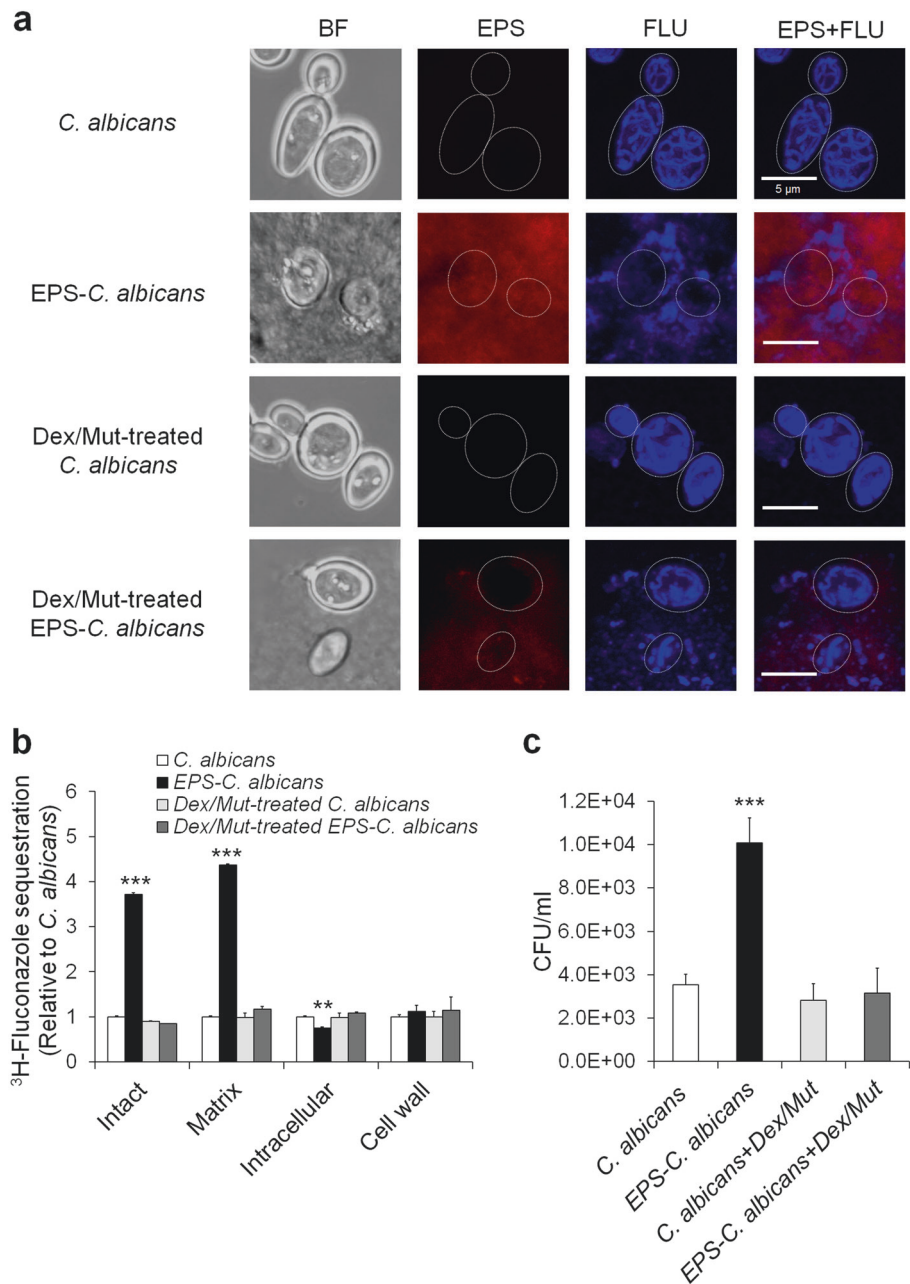 a
BF EPS FLU EPS+FLU
C. albicans
5 µm
EPS-C. albicans
Dex/Mut-treated
C. albicans
Dex/Mut-treated
EPS-C. albicans
b
C. albicans
EPS-C. albicans
Dex/Mut-treated C. albicans
Dex/Mut-treated EPS-C. albicans
³H-Fluconazole sequestration
(Relative to C. albicans)
6
5
4
3
2
1
0
***
***
**
Intact
Matrix
Intracellular
Cell wall
c
CFU/ml
1.2E+04
1.0E+04
8.0E+03
6.0E+03
4.0E+03
2.0E+03
0.0E+00
***
C. albicans
EPS-C. albicans
C. albicans+Dex/Mut
EPS-C. albicans+Dex/Mut